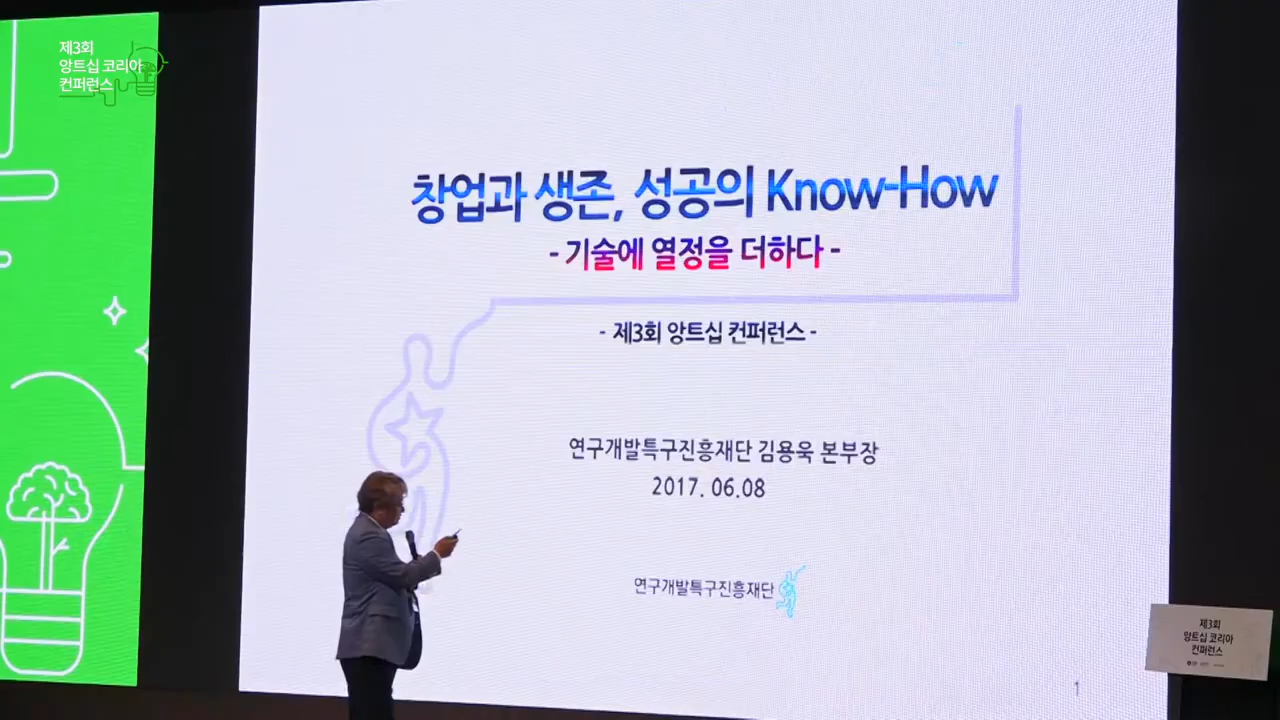 제3회
앙트십 코리아
컨퍼런스
창업과 생존, 성공의 Know-How
- 기술에 열정을 더하다 -
- 제3회 앙트십 컨퍼런스 -
연구개발특구진흥재단 김용욱 본부장
2017. 06.08
연구개발특구진흥재단
1
제3회
앙트십 코리아
컨퍼런스